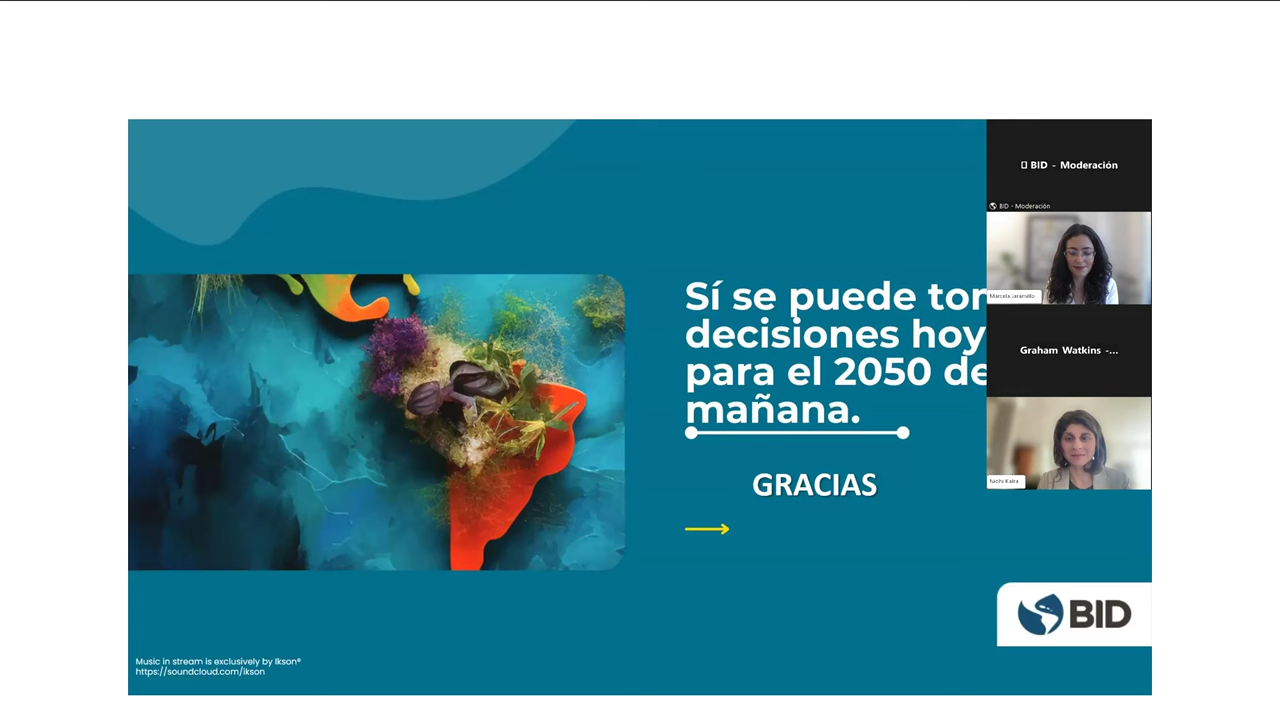 BID - Moderación
BID - Moderación
Marcela Jaramillo
Sí se puede tor
decisiones hoy
para el 2050 de
mañana.
Graham Watkins -...
GRACIAS
Nidhi Kalra
BID
Music in stream is exclusively by Ikson®
https://soundcloud.com/ikson